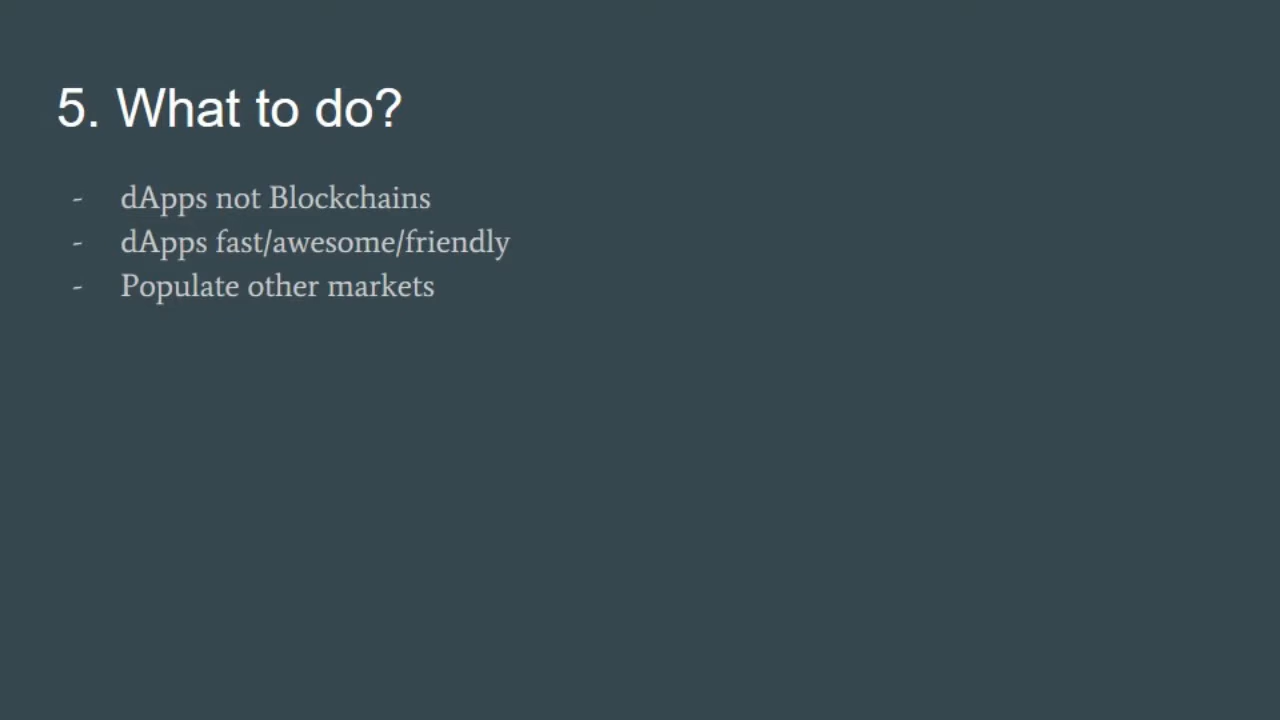 5. What to do?
- dApps not Blockchains
- dApps fast/awesome/friendly
- Populate other markets